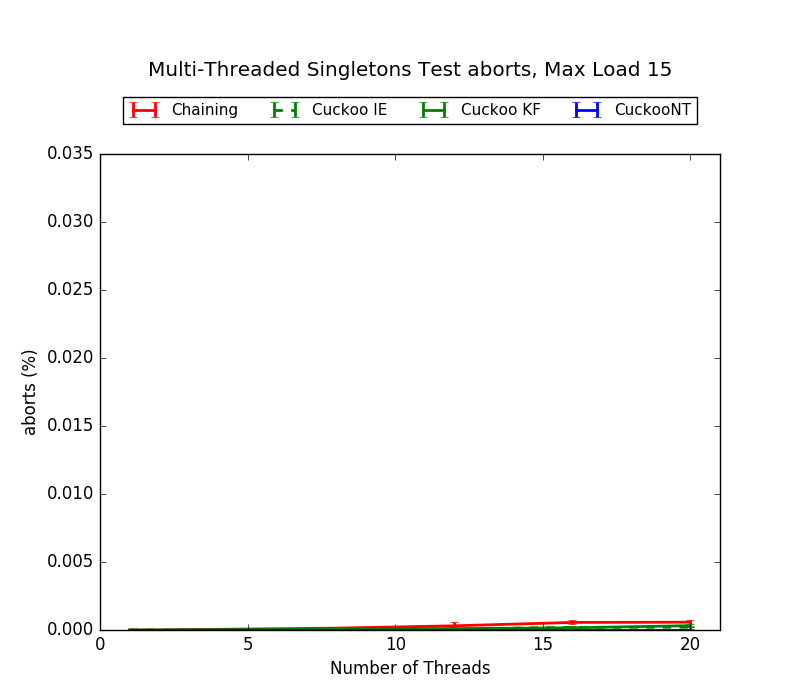 Multi-Threaded Singletons Test aborts, Max Load 15
Chaining Cuckoo IE Cuckoo KF CuckooNT
0.035
0.030
0.025
0.020
0.015
0.010
0.005
0.000
aborts (%)
0 5 10 15 20
Number of Threads